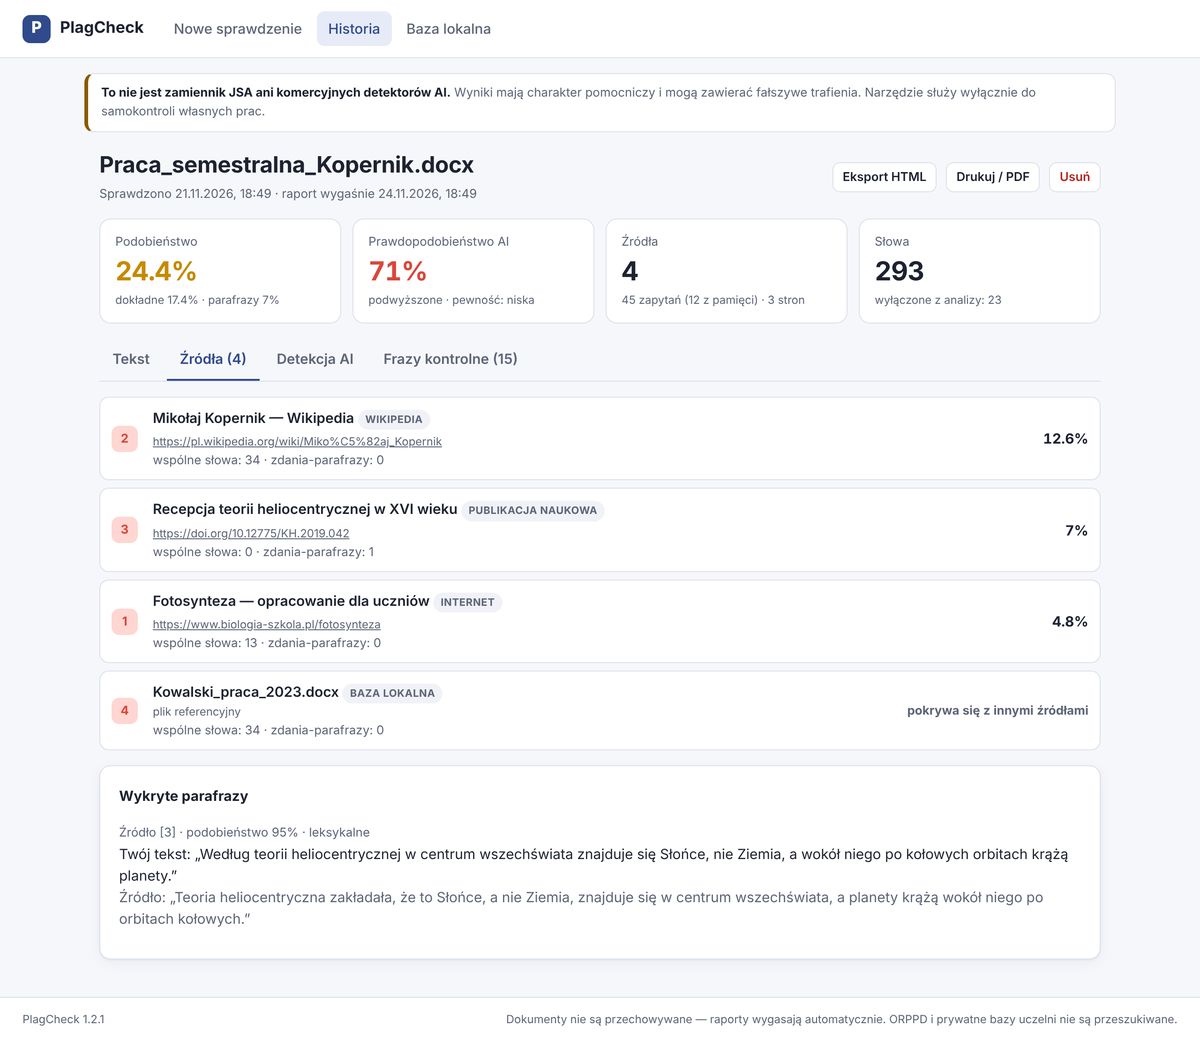 P PlagCheck Nowe sprawdzenie Historia Baza lokalna
To nie jest zamiennik JSA ani komercyjnych detektorów AI. Wyniki mają charakter pomocniczy i mogą zawierać fałszywe trafienia. Narzędzie służy wyłącznie do
samokontroli własnych prac.
Praca_semestralna_Kopernik.docx
Sprawdzono 21.11.2026, 18:49 · raport wygaśnie 24.11.2026, 18:49
Eksport HTML Drukuj / PDF Usuń
Podobieństwo
24.4%
dokładne 17.4% · parafrazy 7%
Prawdopodobieństwo AI
71%
podwyższone · pewność: niska
Źródła
4
45 zapytań (12 z pamięci) · 3 stron
Słowa
293
wyłączone z analizy: 23
Tekst Źródła (4) Detekcja AI Frazy kontrolne (15)
2
Mikołaj Kopernik — Wikipedia WIKIPEDIA
https://pl.wikipedia.org/wiki/Miko%C5%82aj_Kopernik
wspólne słowa: 34 · zdania-parafrazy: 0
12.6%
3
Recepcja teorii heliocentrycznej w XVI wieku PUBLIKACJA NAUKOWA
https://doi.org/10.12775/KH.2019.042
wspólne słowa: 0 · zdania-parafrazy: 1
7%
1
Fotosynteza — opracowanie dla uczniów INTERNET
https://www.biologia-szkola.pl/fotosynteza
wspólne słowa: 13 · zdania-parafrazy: 0
4.8%
4
Kowalski_praca_2023.docx BAZA LOKALNA
plik referencyjny
wspólne słowa: 34 · zdania-parafrazy: 0
pokrywa się z innymi źródłami
Wykryte parafrazy
Źródło [3] · podobieństwo 95% · leksykalne
Twój tekst: „Według teorii heliocentrycznej w centrum wszechświata znajduje się Słońce, nie Ziemia, a wokół niego po kołowych orbitach krążą
planety.”
Źródło: „Teoria heliocentryczna zakładała, że to Słońce, a nie Ziemia, znajduje się w centrum wszechświata, a planety krążą wokół niego po
orbitach kołowych.”
PlagCheck 1.2.1
Dokumenty nie są przechowywane — raporty wygasają automatycznie. ORPPD i prywatne bazy uczelni nie są przeszukiwane.